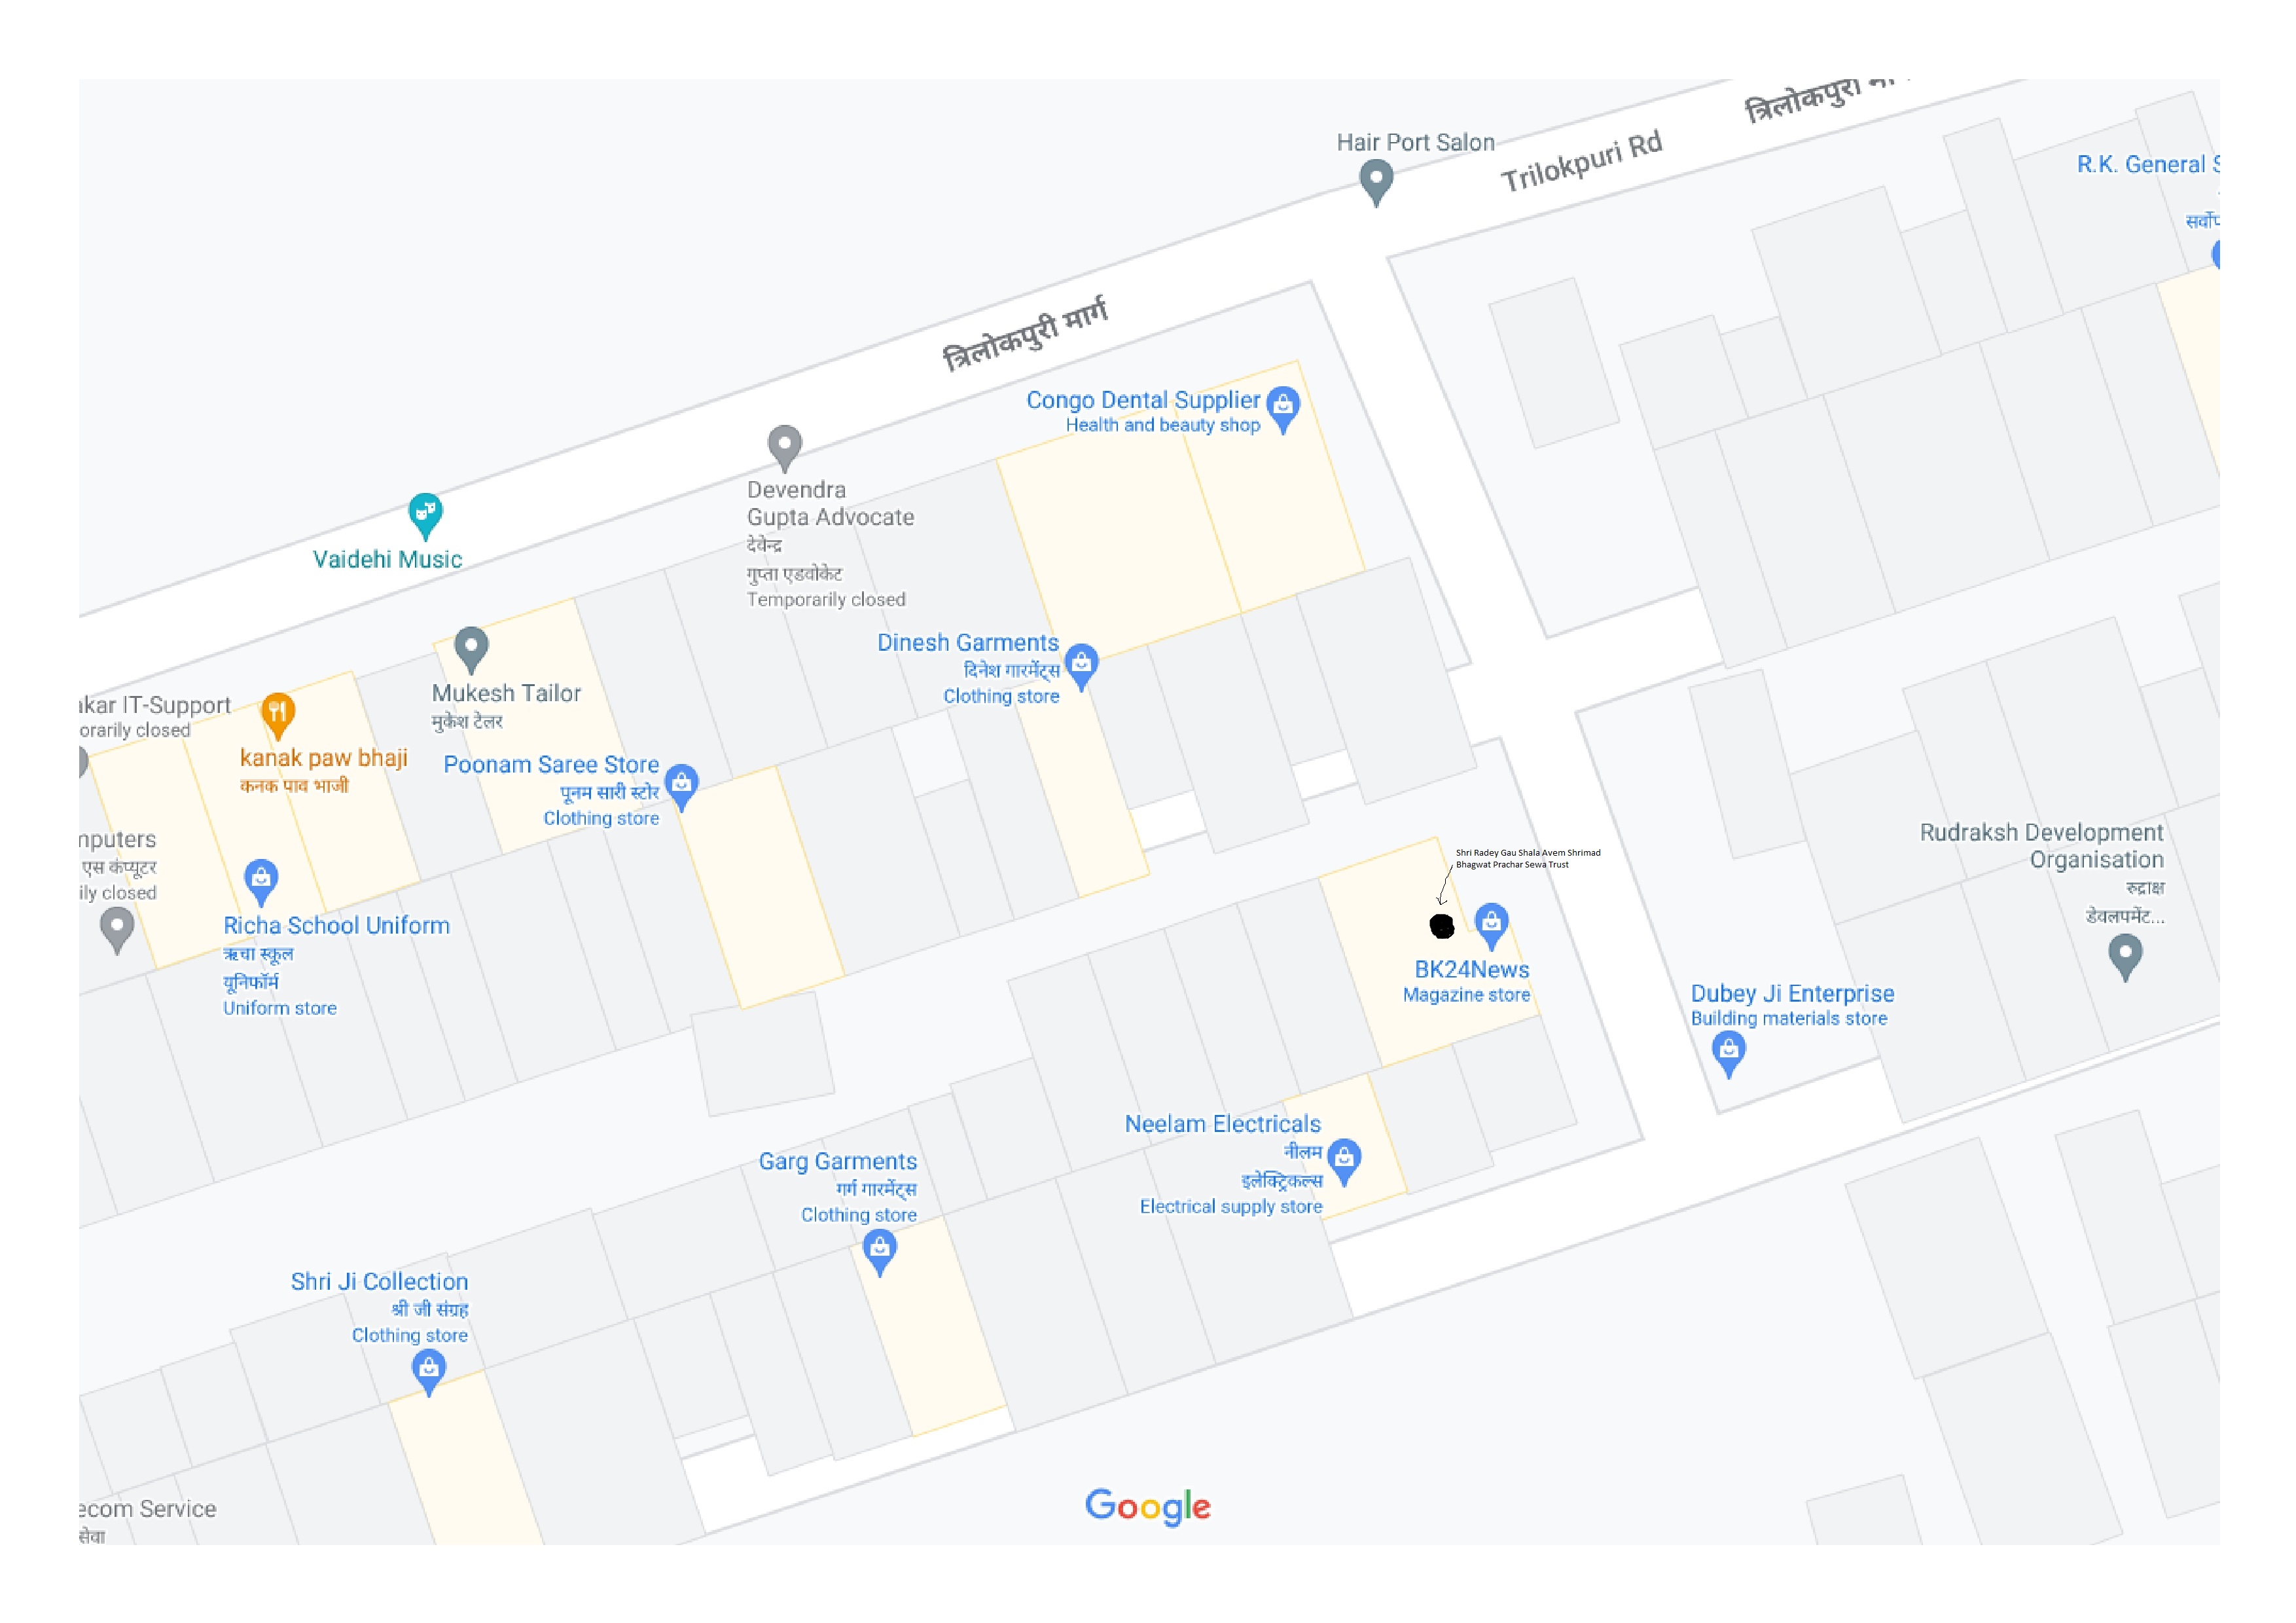 त्रिलोकपुरी मा
Trilokpuri Rd
Hair Port Salon
R.K. General S
सर्वोप
त्रिलोकपुरी मार्ग
Congo Dental Supplier
Health and beauty shop
Devendra
Gupta Advocate
देवेन्द्र
गुप्ता एडवोकेट
Temporarily closed
Vaidehi Music
Dinesh Garments
दिनेश गारमेंट्स
Clothing store
akar IT-Support
orarily closed
Mukesh Tailor
मुकेश टेलर
kanak paw bhaji
कनक पाव भाजी
Poonam Saree Store
पूनम सारी स्टोर
Clothing store
mputers
एस कंप्यूटर
ily closed
Richa School Uniform
ऋचा स्कूल
यूनिफॉर्म
Uniform store
Shri Radey Gau Shala Avem Shrimad
Bhagwat Prachar Sewa Trust
BK24News
Magazine store
Rudraksh Development
Organisation
रुद्राक्ष
डेवलपमेंट...
Dubey Ji Enterprise
Building materials store
Neelam Electricals
नीलम
इलेक्ट्रिकल्स
Electrical supply store
Garg Garments
गर्ग गारमेंट्स
Clothing store
Shri Ji Collection
श्री जी संग्रह
Clothing store
ecom Service
सेवा
Google